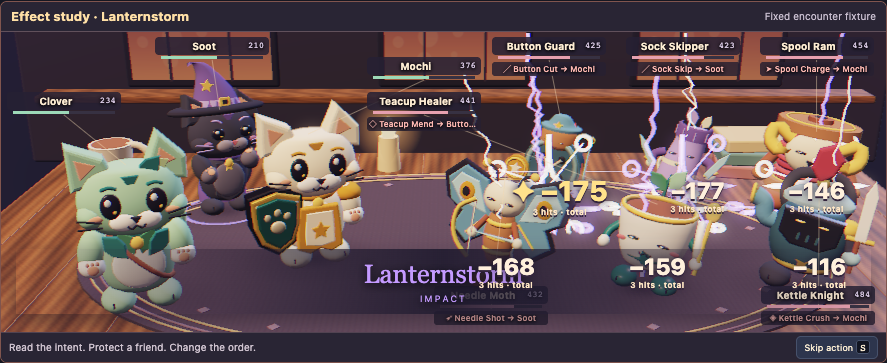 Effect study · Lanternstorm
Fixed encounter fixture
Soot 210
Button Guard 425
Sock Skipper 423
Spool Ram 454
Mochi 376
Button Cut → Mochi
Sock Skip → Soot
Spool Charge → Mochi
Clover 234
Teacup Healer 441
Teacup Mend → Butto...
−175
3 hits · total
−177
3 hits · total
−146
3 hits · total
−168
3 hits · total
−159
3 hits · total
−116
3 hits · total
Lanternstorm
IMPACT
Needle Moth 432
Kettle Knight 484
Needle Shot → Soot
Kettle Crush → Mochi
Read the intent. Protect a friend. Change the order.
Skip action S